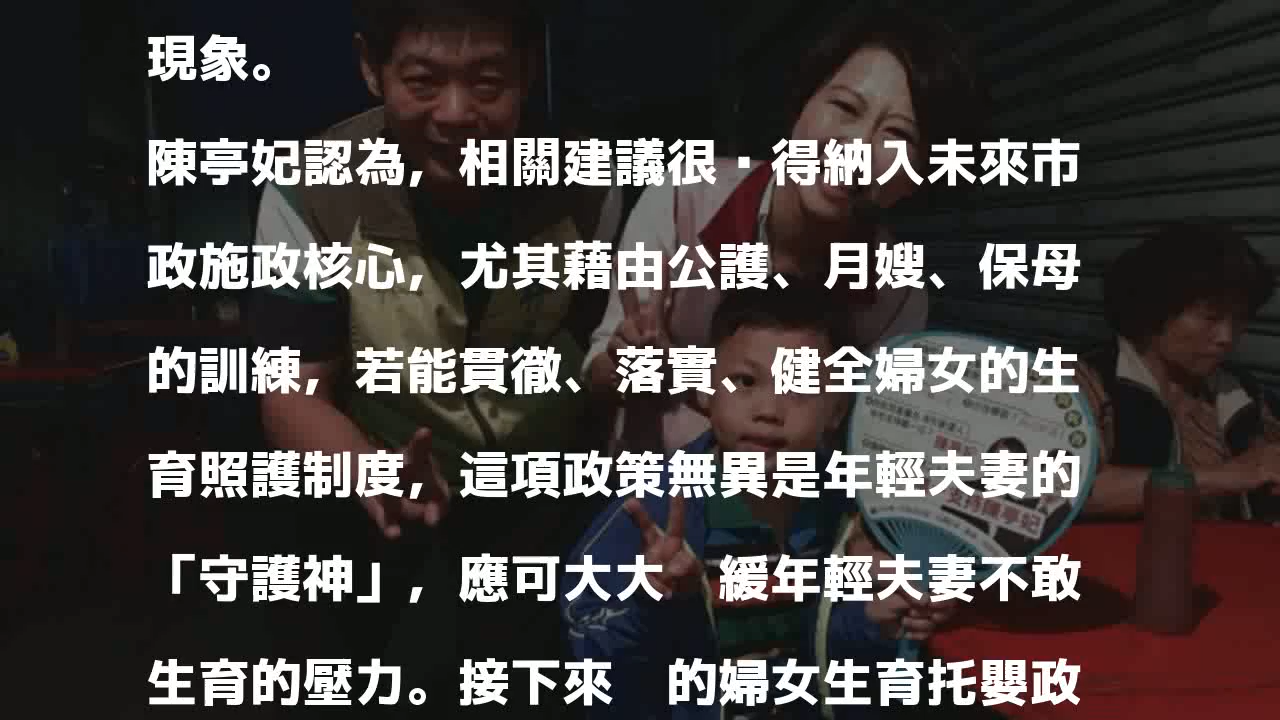 現象。
陳亭妃認為，相關建議很·得納入未來市
政施政核心，尤其藉由公護、月嫂、保母
的訓練，若能貫徹、落實、健全婦女的生
育照護制度，這項政策無異是年輕夫妻的
「守護神」，應可大大　緩年輕夫妻不敢
生育的壓力。接下來　的婦女生育托嬰政
支持陳亭妃